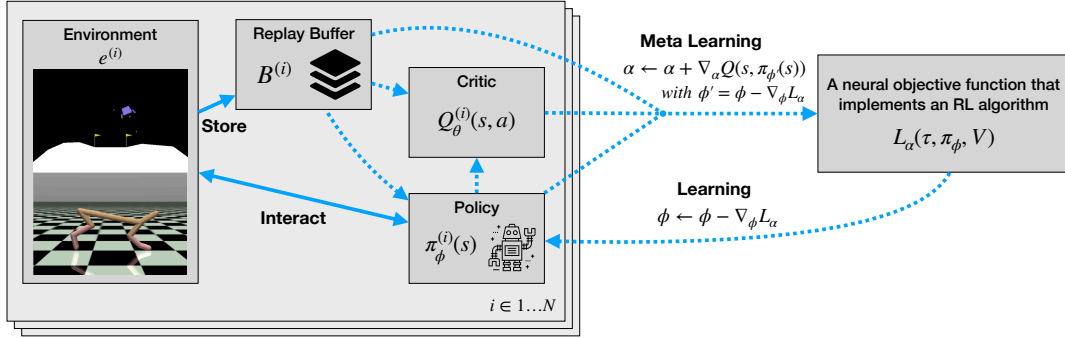 Environment
e^{(i)}
Replay Buffer
B^{(i)}
Critic
Q_θ^{(i)}(s, a)
Store
Interact
Policy
π_ϕ^{(i)}(s)
i ∈ 1…N
Meta Learning
α ← α + ∇_α Q(s, π_ϕ′(s))
with ϕ′ = ϕ − ∇_ϕ L_α
A neural objective function that
implements an RL algorithm
L_α(τ, π_ϕ, V)
Learning
ϕ ← ϕ − ∇_ϕ L_α